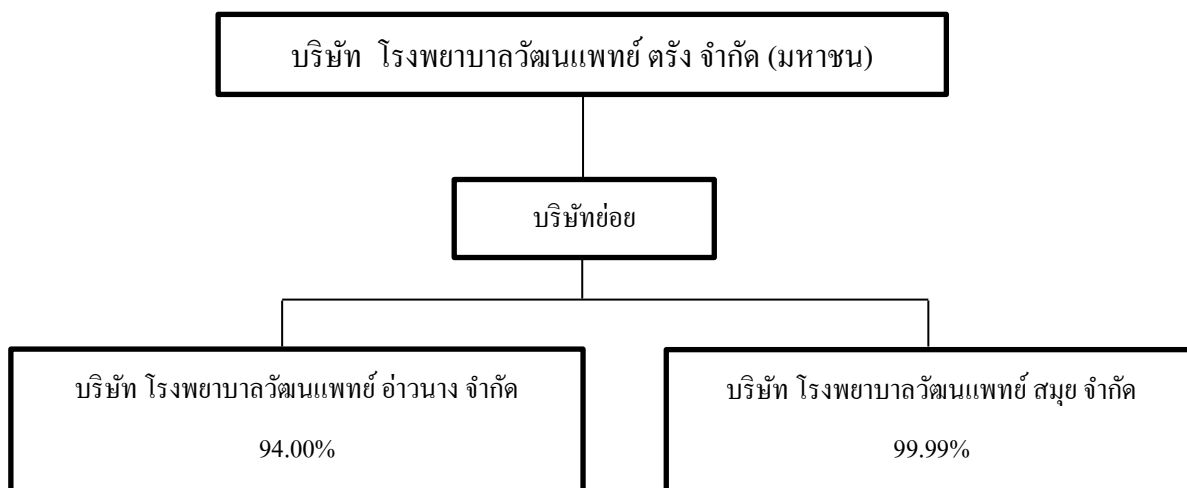 บริษัท โรงพยาบาลวัฒนแพทย์ ตรัง จำกัด (มหาชน)
บริษัทย่อย
บริษัท โรงพยาบาลวัฒนแพทย์ อ่าวนาง จำกัด
94.00%
บริษัท โรงพยาบาลวัฒนแพทย์ สมุย จำกัด
99.99%